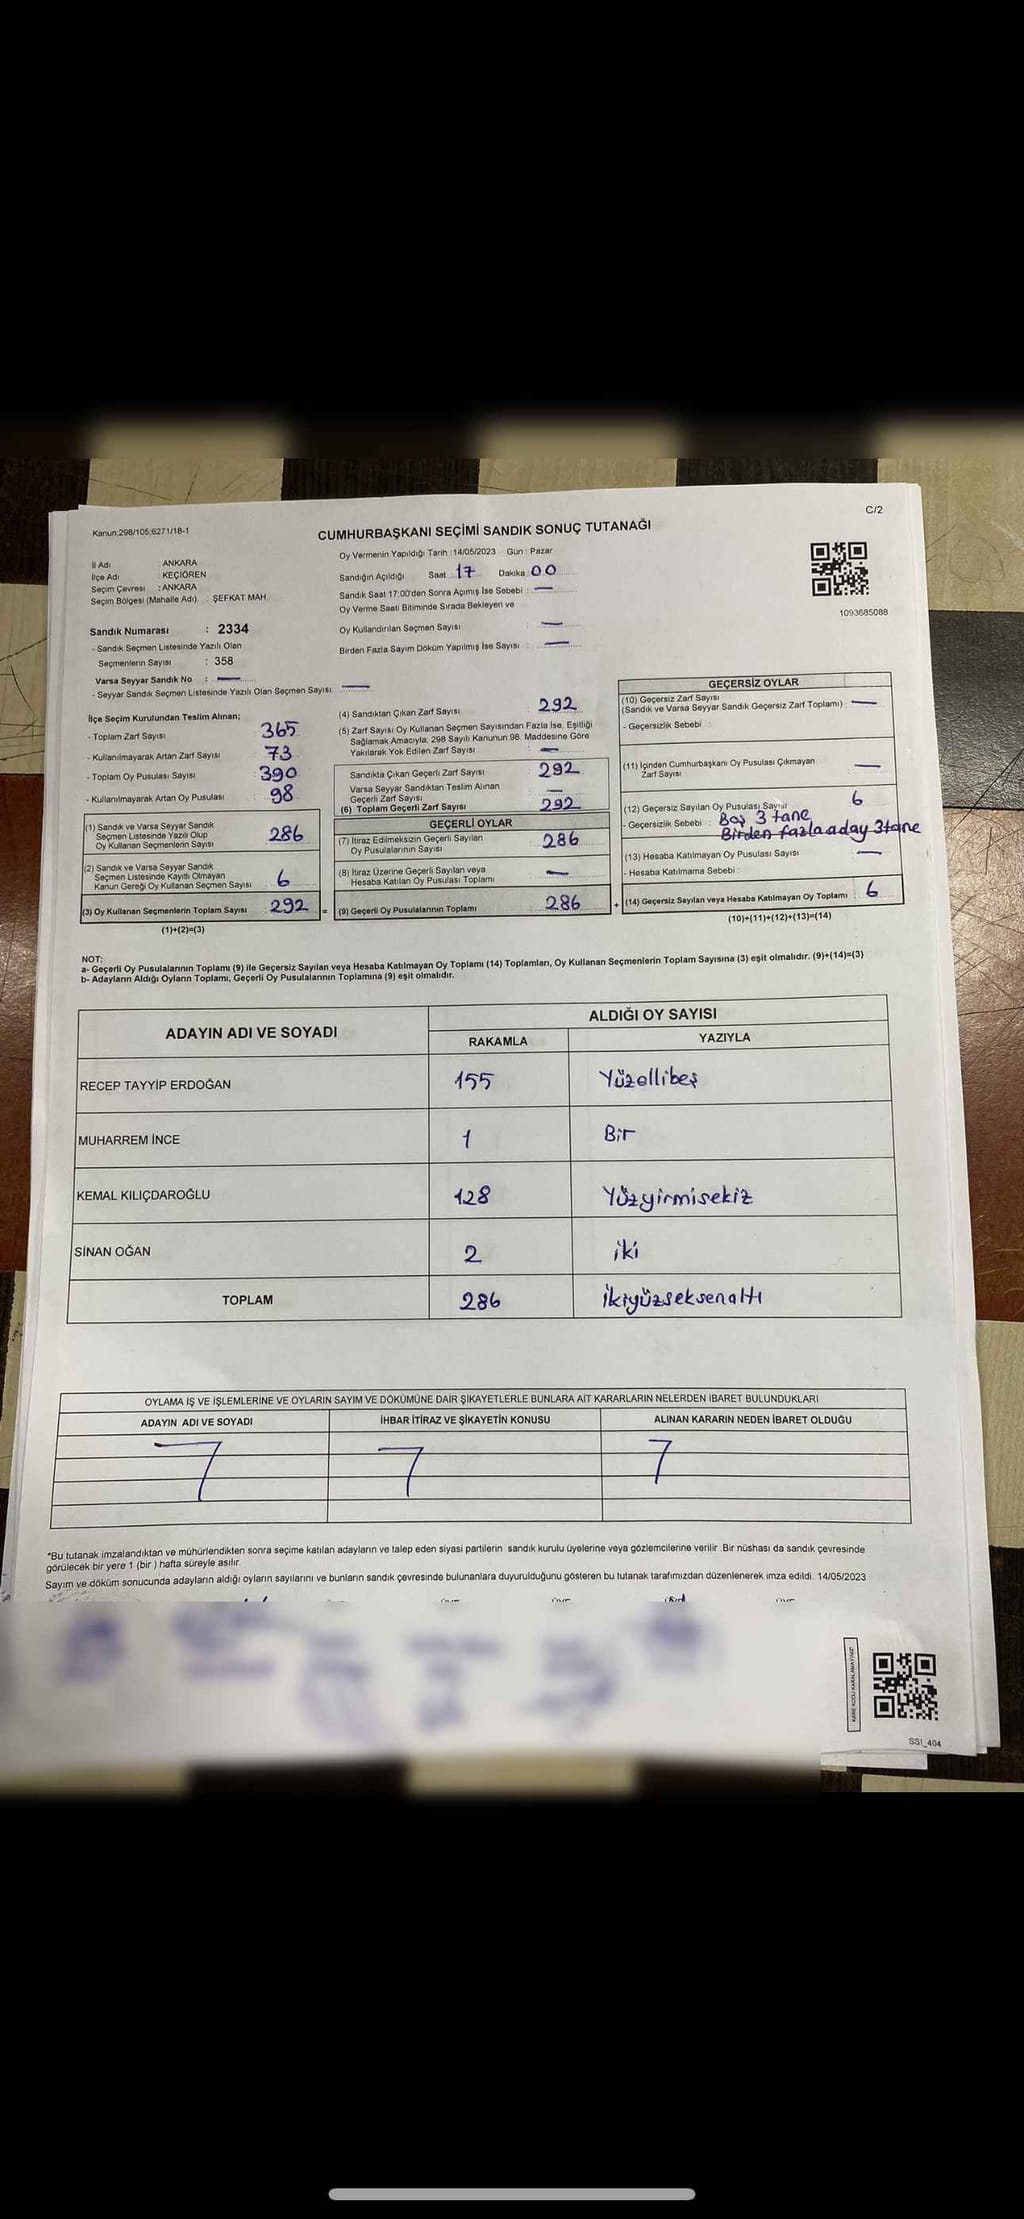 C/2
Kanun:298/105,6271/18-1
CUMHURBAŞKANI SEÇİMİ SANDIK SONUÇ TUTANAĞI
İl Adı : ANKARA
İlçe Adı : KEÇİÖREN
Seçim Çevresi : ANKARA
Seçim Bölgesi (Mahalle Adı) : ŞEFKAT MAH.
Oy Vermenin Yapıldığı Tarih : 14/05/2023 Gün : Pazar
Sandığın Açıldığı Saat 17 Dakika : 00
Sandık Saat 17:00'den Sonra Açılmış İse Sebebi : —
Oy Verme Saati Bitiminde Sırada Bekleyen ve
Oy Kullandırılan Seçmen Sayısı : —
Birden Fazla Sayım Döküm Yapılmış İse Sayısı : —
1093685088
Sandık Numarası : 2334
- Sandık Seçmen Listesinde Yazılı Olan
Seçmenlerin Sayısı : 358
Varsa Seyyar Sandık No : —
- Seyyar Sandık Seçmen Listesinde Yazılı Olan Seçmen Sayısı: —
İlçe Seçim Kurulundan Teslim Alınan;
- Toplam Zarf Sayısı : 365
- Kullanılmayarak Artan Zarf Sayısı : 73
- Toplam Oy Pusulası Sayısı : 390
- Kullanılmayarak Artan Oy Pusulası : 98
(1) Sandık ve Varsa Seyyar Sandık
Seçmen Listesinde Yazılı Olup
Oy Kullanan Seçmenlerin Sayısı : 286
(2) Sandık ve Varsa Seyyar Sandık
Seçmen Listesinde Kayıtlı Olmayan
Kanun Gereği Oy Kullanan Seçmen Sayısı : 6
(3) Oy Kullanan Seçmenlerin Toplam Sayısı 292 =
(1)+(2)=(3)
(4) Sandıktan Çıkan Zarf Sayısı : 292
(5) Zarf Sayısı Oy Kullanan Seçmen Sayısından Fazla İse, Eşitliği
Sağlamak Amacıyla; 298 Sayılı Kanunun 98. Maddesine Göre
Yakılarak Yok Edilen Zarf Sayısı : —
Sandıkta Çıkan Geçerli Zarf Sayısı : 292
Varsa Seyyar Sandıktan Teslim Alınan
Geçerli Zarf Sayısı : —
(6) Toplam Geçerli Zarf Sayısı : 292
GEÇERLİ OYLAR
(7) İtiraz Edilmeksizin Geçerli Sayılan
Oy Pusulalarının Sayısı : 286
(8) İtiraz Üzerine Geçerli Sayılan veya
Hesaba Katılan Oy Pusulası Toplamı : —
(9) Geçerli Oy Pusulalarının Toplamı : 286 +
GEÇERSİZ OYLAR
(10) Geçersiz Zarf Sayısı
(Sandık ve Varsa Seyyar Sandık Geçersiz Zarf Toplamı) : —
- Geçersizlik Sebebi :
(11) İçinden Cumhurbaşkanı Oy Pusulası Çıkmayan
Zarf Sayısı —
(12) Geçersiz Sayılan Oy Pusulası Sayısı 6
- Geçersizlik Sebebi : Boş 3 tane
Birden fazla aday 3tane
(13) Hesaba Katılmayan Oy Pusulası Sayısı : —
- Hesaba Katılmama Sebebi :
(14) Geçersiz Sayılan veya Hesaba Katılmayan Oy Toplamı : 6
(10)+(11)+(12)+(13)=(14)
NOT:
a- Geçerli Oy Pusulalarının Toplamı (9) ile Geçersiz Sayılan veya Hesaba Katılmayan Oy Toplamı (14) Toplamları, Oy Kullanan Seçmenlerin Toplam Sayısına (3) eşit olmalıdır. (9)+(14)=(3)
b- Adayların Aldığı Oyların Toplamı, Geçerli Oy Pusulalarının Toplamına (9) eşit olmalıdır.
ADAYIN ADI VE SOYADI ALDIĞI OY SAYISI
RAKAMLA YAZIYLA
RECEP TAYYİP ERDOĞAN 155 Yüzellibeş
MUHARREM İNCE 1 Bir
KEMAL KILIÇDAROĞLU 128 Yüzyirmisekiz
SİNAN OĞAN 2 iki
TOPLAM 286 ikiyüzseksenaltı
OYLAMA İŞ VE İŞLEMLERİNE VE OYLARIN SAYIM VE DÖKÜMÜNE DAİR ŞİKAYETLERLE BUNLARA AİT KARARLARIN NELERDEN İBARET BULUNDUKLARI
ADAYIN ADI VE SOYADI İHBAR İTİRAZ VE ŞİKAYETİN KONUSU ALINAN KARARIN NEDEN İBARET OLDUĞU
*Bu tutanak imzalandıktan ve mühürlendikten sonra seçime katılan adayların ve talep eden siyasi partilerin sandık kurulu üyelerine veya gözlemcilerine verilir. Bir nüshası da sandık çevresinde
görülecek bir yere 1 (bir) hafta süreyle asılır.
Sayım ve döküm sonucunda adayların aldığı oyların sayılarını ve bunların sandık çevresinde bulunanlara duyurulduğunu gösteren bu tutanak tarafımızdan düzenlenerek imza edildi. 14/05/2023
KARE KODU KARALAMAYINIZ!
SSI_404